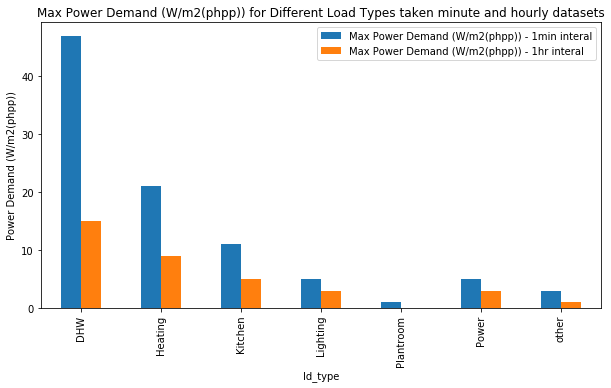 Max Power Demand (W/m2(phpp)) for Different Load Types taken minute and hourly datasets
Max Power Demand (W/m2(phpp)) - 1min interal
Max Power Demand (W/m2(phpp)) - 1hr interal
Power Demand (W/m2(phpp))
40
30
20
10
0
DHW
Heating
Kitchen
Lighting
Plantroom
Power
other
ld_type